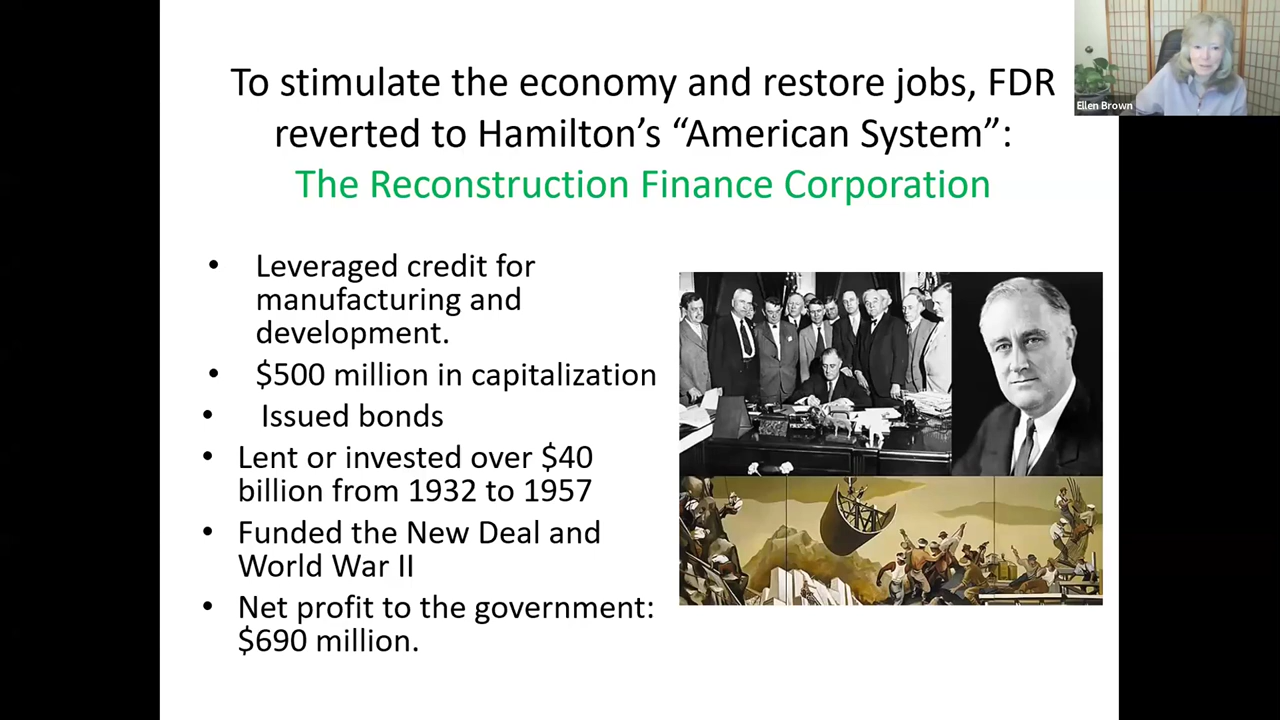 To stimulate the economy and restore jobs, FDR
reverted to Hamilton's “American System”:
The Reconstruction Finance Corporation
• Leveraged credit for
manufacturing and
development.
• $500 million in capitalization
• Issued bonds
• Lent or invested over $40
billion from 1932 to 1957
• Funded the New Deal and
World War II
• Net profit to the government:
$690 million.
Ellen Brown